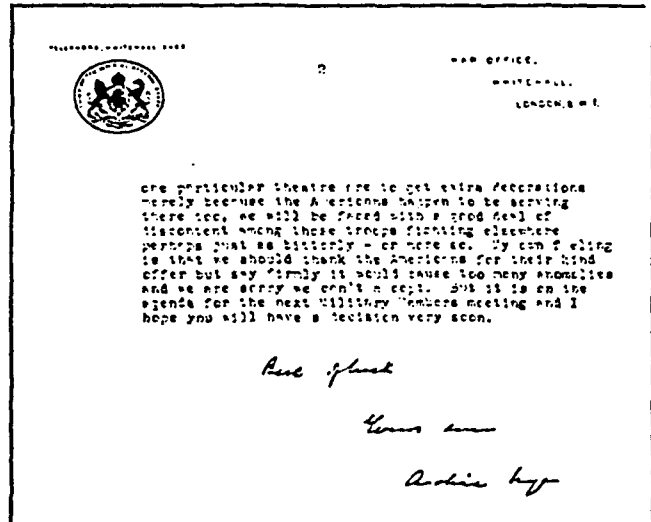 TELEPHONE, WHITEHALL
2
WAR OFFICE,
WHITEHALL,
LONDON, S.W.1.
one particular theatre are to get extra decorations
merely because the Americans happen to be serving
there too, we will be faced with a good deal of
discontent among those troops fighting elsewhere
perhaps just as bitterly - or more so. My own feeling
is that we should thank the Americans for their kind
offer but say firmly it would cause too many anomalies
and we are sorry we can't accept. But it is on the
agenda for the next Military Members meeting and I
hope you will have a decision very soon.
Best of luck
Yours ever
Archie Nye